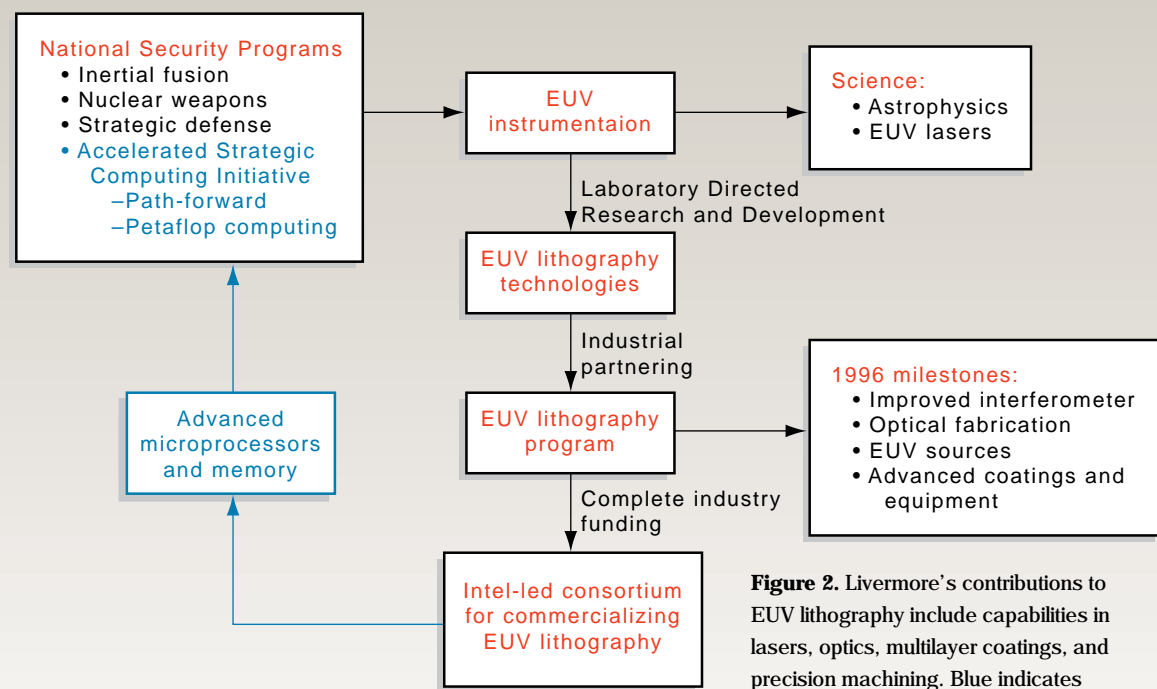 National Security Programs
• Inertial fusion
• Nuclear weapons
• Strategic defense
• Accelerated Strategic
Computing Initiative
–Path-forward
–Petaflop computing
EUV
instrumentaion
Science:
• Astrophysics
• EUV lasers
Laboratory Directed
Research and Development
EUV lithography
technologies
Industrial
partnering
EUV lithography
program
1996 milestones:
• Improved interferometer
• Optical fabrication
• EUV sources
• Advanced coatings and
equipment
Advanced
microprocessors
and memory
Complete industry
funding
Intel-led consortium
for commercializing
EUV lithography
Figure 2. Livermore's contributions to
EUV lithography include capabilities in
lasers, optics, multilayer coatings, and
precision machining. Blue indicates